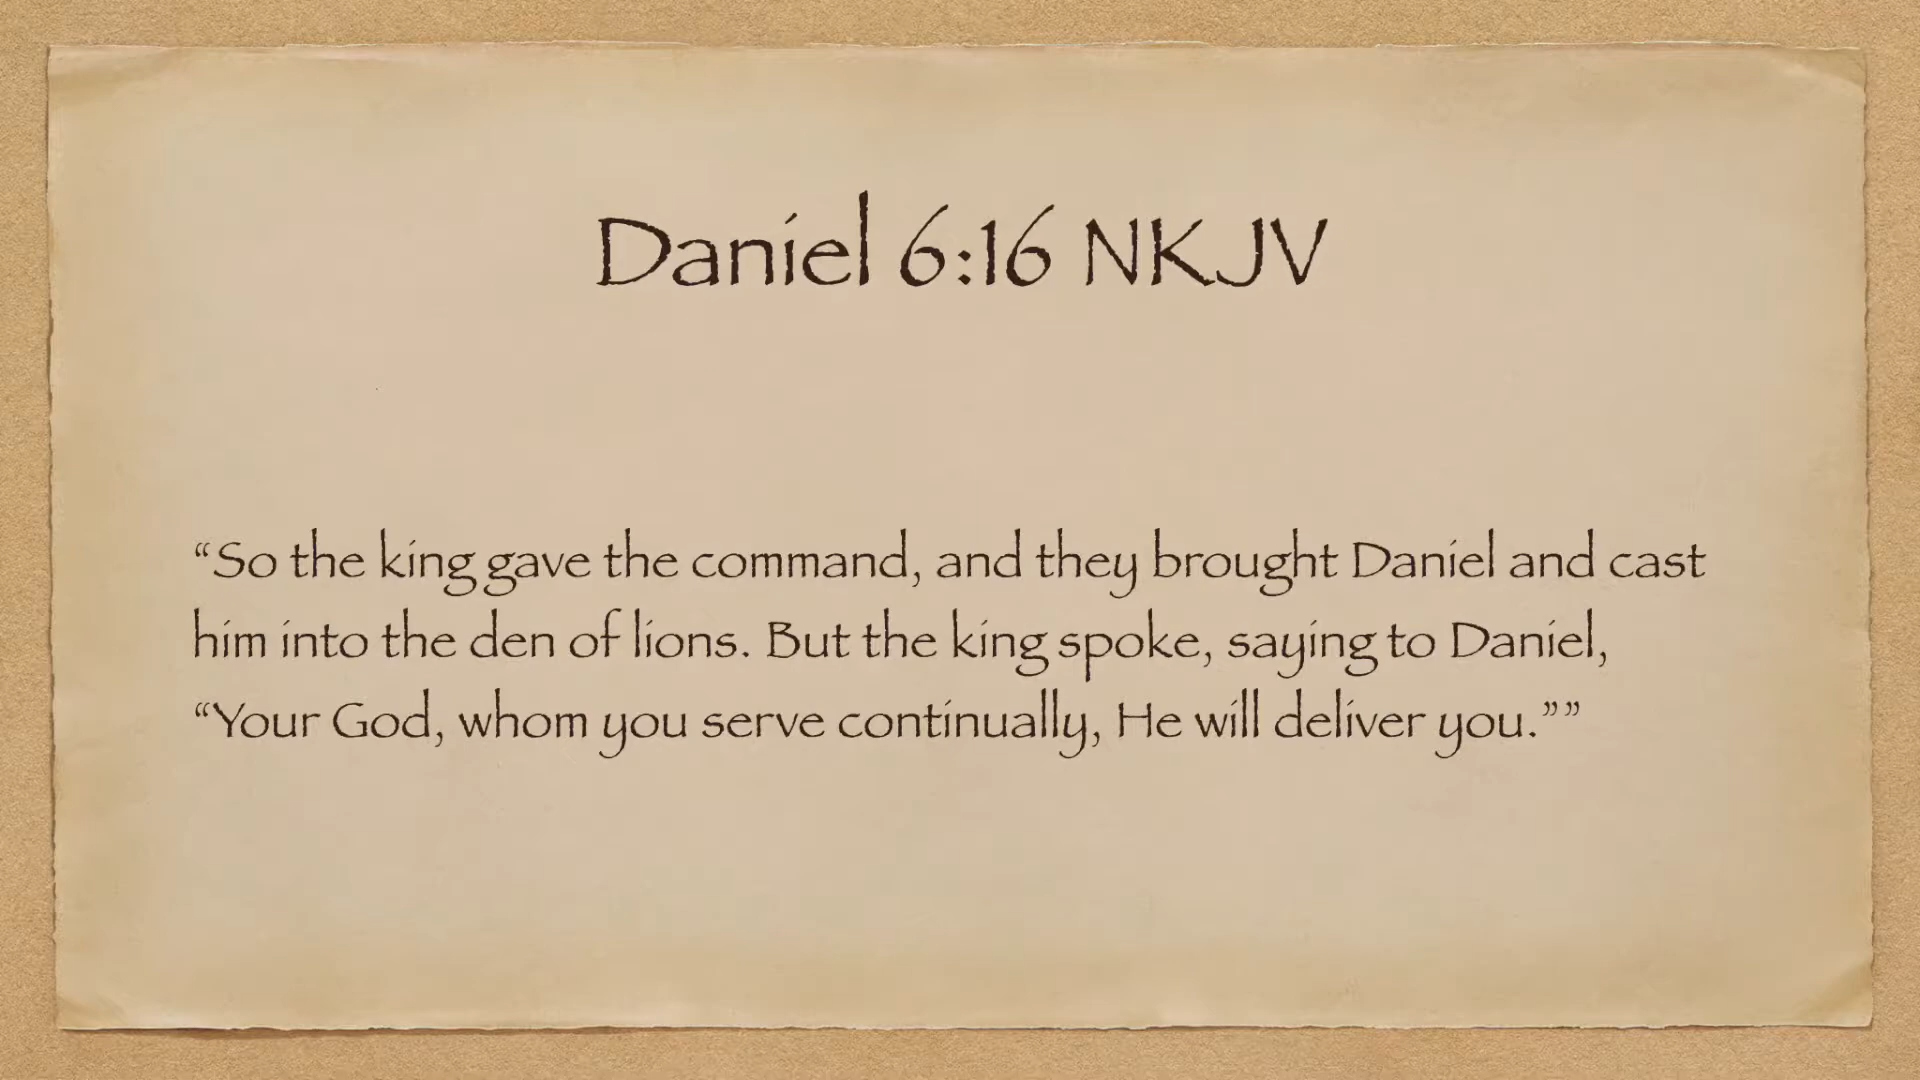 Daniel 6:16 NKJV
“So the king gave the command, and they brought Daniel and cast
him into the den of lions. But the king spoke, saying to Daniel,
“Your God, whom you serve continually, He will deliver you.””